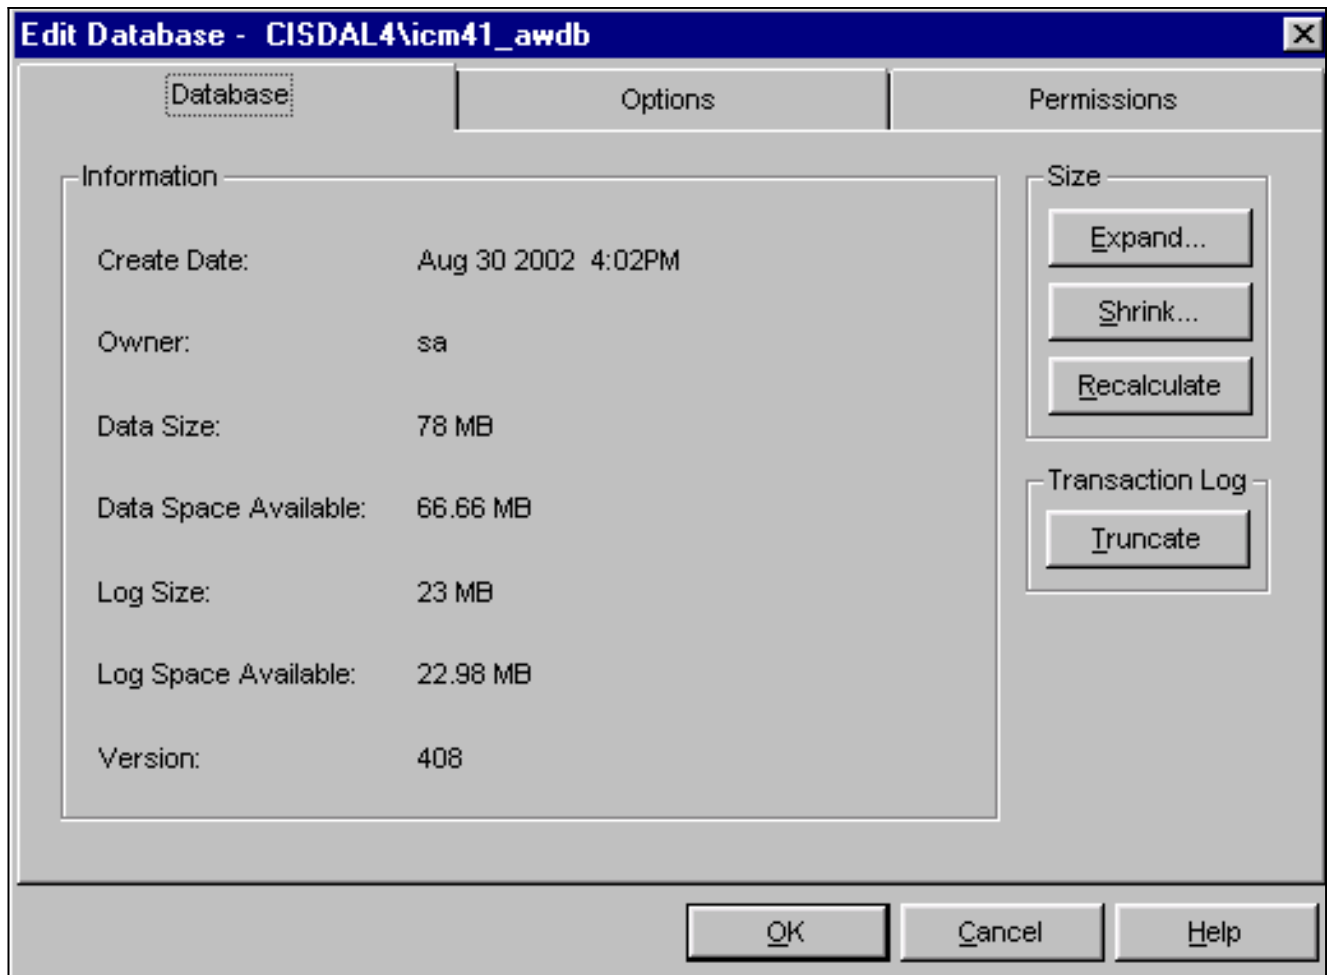 Edit Database -  CISDAL4\icm41_awdb
Database Options Permissions
Information
Create Date: Aug 30 2002  4:02PM
Owner: sa
Data Size: 78 MB
Data Space Available: 66.66 MB
Log Size: 23 MB
Log Space Available: 22.98 MB
Version: 408
Size
Expand...
Shrink...
Recalculate
Transaction Log
Truncate
OK Cancel Help